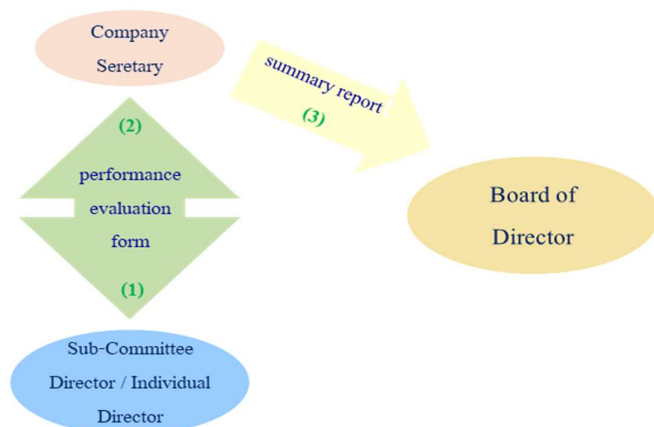 Company
Seretary
summary report
(3)
(2)
performance
evaluation
form
(1)
Board of
Director
Sub-Committee
Director / Individual
Director